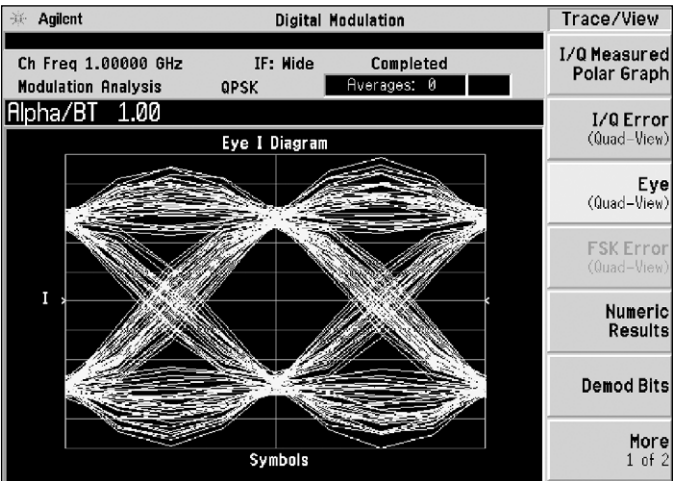 Agilent Digital Modulation Trace/View
Ch Freq 1.00000 GHz IF: Wide Completed
Modulation Analysis QPSK Averages: 0
Alpha/BT 1.00
Eye I Diagram
I
Symbols
I/Q Measured
Polar Graph
I/Q Error
(Quad-View)
Eye
(Quad-View)
FSK Error
(Quad-View)
Numeric
Results
Demod Bits
More
1 of 2